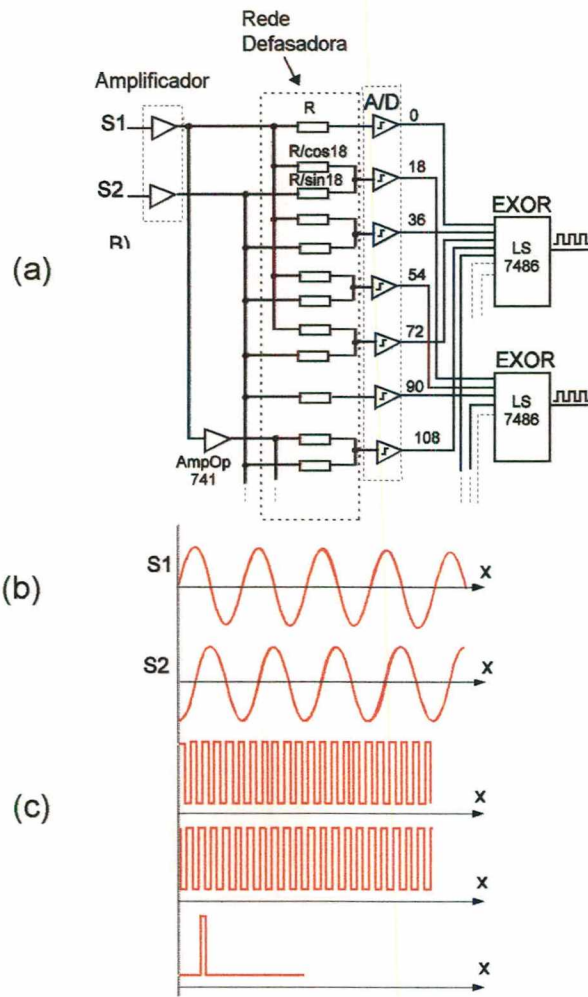 Rede
Defasadora
Amplificador
S1
S2
R
R/cos18
R/sin18
A/D
0
18
36
54
72
90
108
EXOR
LS
7486
EXOR
LS
7486
AmpOp
741
(a)
(b)
S1
x
S2
x
(c)
x
x
x